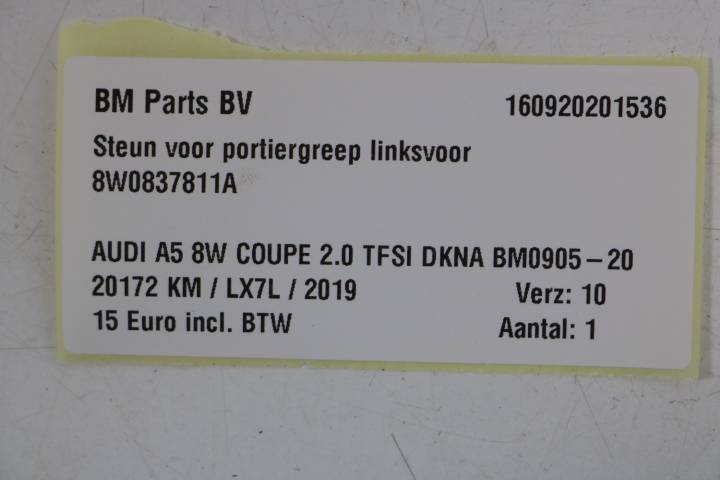 BM Parts BV 160920201536
Steun voor portiergreep linksvoor
8W0837811A
AUDI A5 8W COUPE 2.0 TFSI DKNA BM0905-20
20172 KM / LX7L / 2019 Verz: 10
15 Euro incl. BTW Aantal: 1